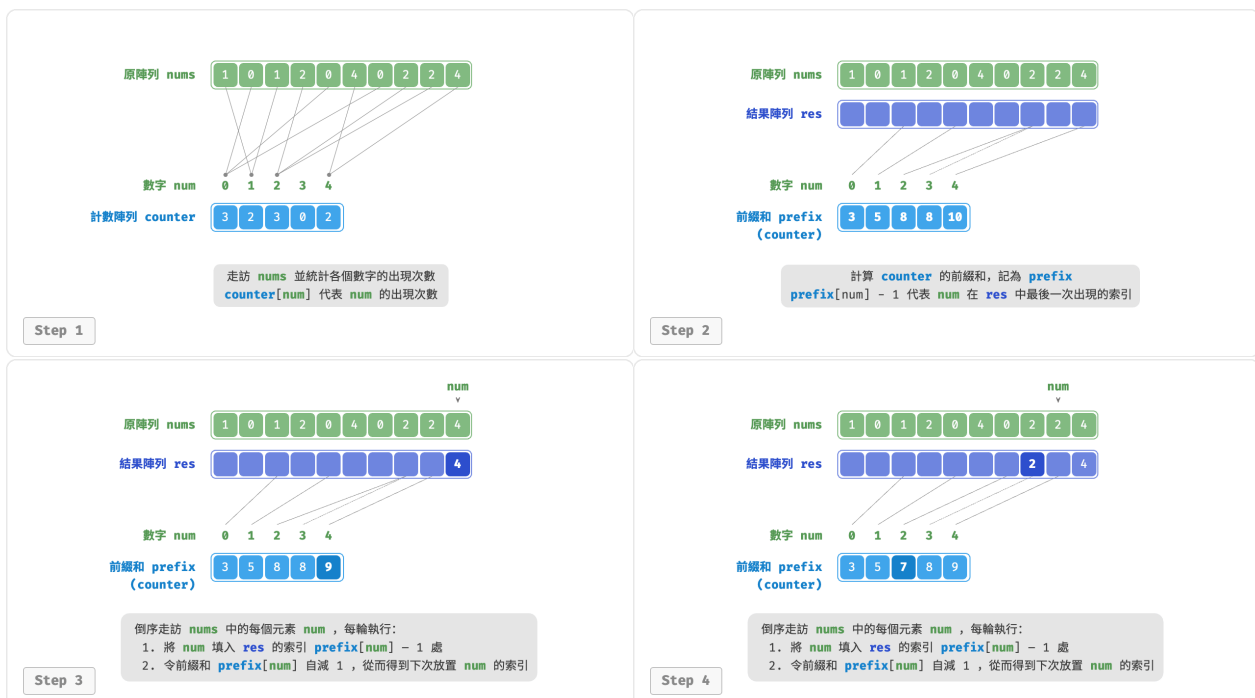 原陣列 nums 1 0 1 2 0 4 0 2 2 4
數字 num 0 1 2 3 4
計數陣列 counter 3 2 3 0 2
走訪 nums 並統計各個數字的出現次數
counter[num] 代表 num 的出現次數
Step 1
原陣列 nums 1 0 1 2 0 4 0 2 2 4
結果陣列 res
數字 num 0 1 2 3 4
前綴和 prefix 3 5 8 8 10
(counter)
計算 counter 的前綴和，記為 prefix
prefix[num] - 1 代表 num 在 res 中最後一次出現的索引
Step 2
num
原陣列 nums 1 0 1 2 0 4 0 2 2 4
結果陣列 res 4
數字 num 0 1 2 3 4
前綴和 prefix 3 5 8 8 9
(counter)
倒序走訪 nums 中的每個元素 num ，每輪執行：
1. 將 num 填入 res 的索引 prefix[num] - 1 處
2. 令前綴和 prefix[num] 自減 1 ，從而得到下次放置 num 的索引
Step 3
num
原陣列 nums 1 0 1 2 0 4 0 2 2 4
結果陣列 res 2 4
數字 num 0 1 2 3 4
前綴和 prefix 3 5 7 8 9
(counter)
倒序走訪 nums 中的每個元素 num ，每輪執行：
1. 將 num 填入 res 的索引 prefix[num] - 1 處
2. 令前綴和 prefix[num] 自減 1 ，從而得到下次放置 num 的索引
Step 4